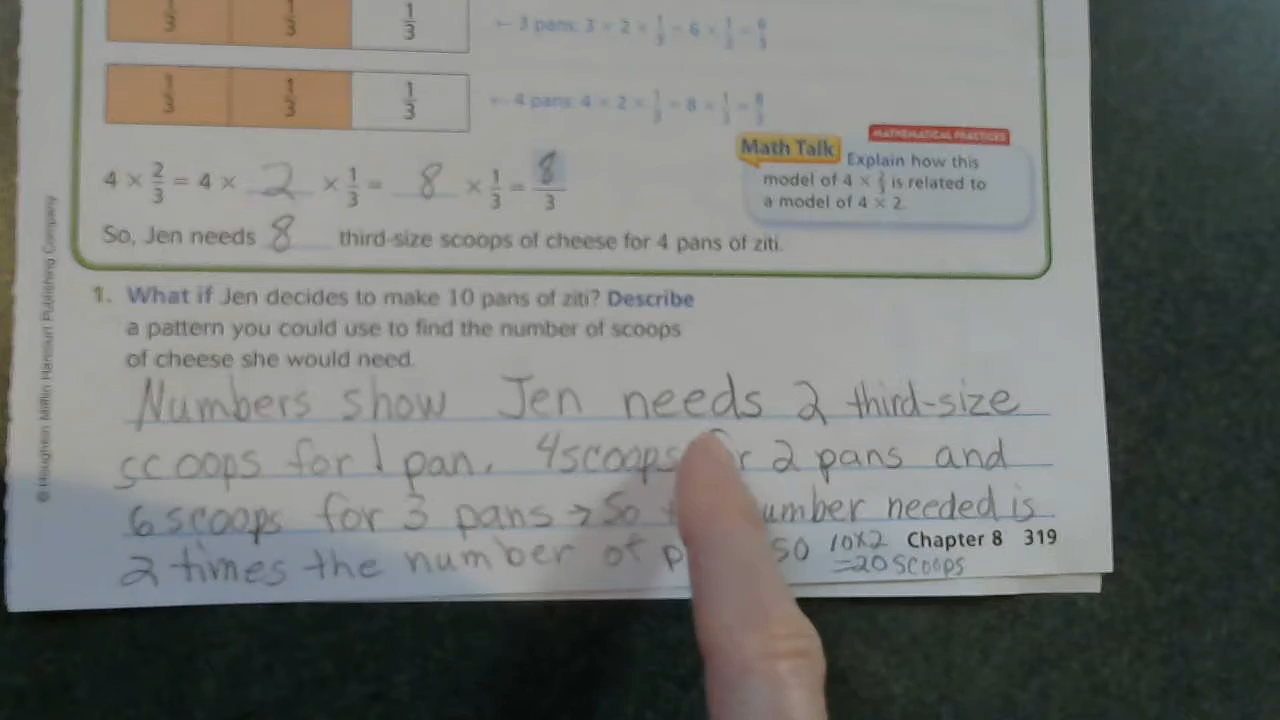 1/3 1/3 1/3
← 3 pans: 3 × 2 × 1/3 = 6 × 1/3 = 6/3
1/3 1/3 1/3
← 4 pans: 4 × 2 × 1/3 = 8 × 1/3 = 8/3
MATHEMATICAL PRACTICES
Math Talk Explain how this
model of 4 × 2/3 is related to
a model of 4 × 2.
4 × 2/3 = 4 × 2 × 1/3 = 8 × 1/3 = 8/3
So, Jen needs 8 third-size scoops of cheese for 4 pans of ziti.
1. What if Jen decides to make 10 pans of ziti? Describe
a pattern you could use to find the number of scoops
of cheese she would need.
Numbers show Jen needs 2 third-size
scoops for 1 pan. 4 scoops 2 pans and
6 scoops for 3 pans → So needed is
2 times the number of so 10×2
=20 scoops
Chapter 8 319
© Houghton Mifflin Harcourt Publishing Company